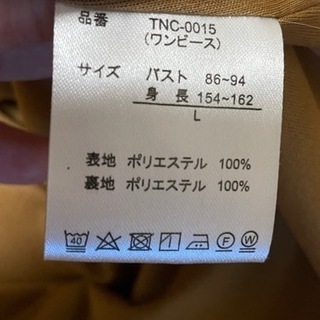 品番 TNC-0015
(ワンピース)
サイズ バスト 86~94
身 長 154~162
L
表地 ポリエステル 100%
裏地 ポリエステル 100%
40 F W